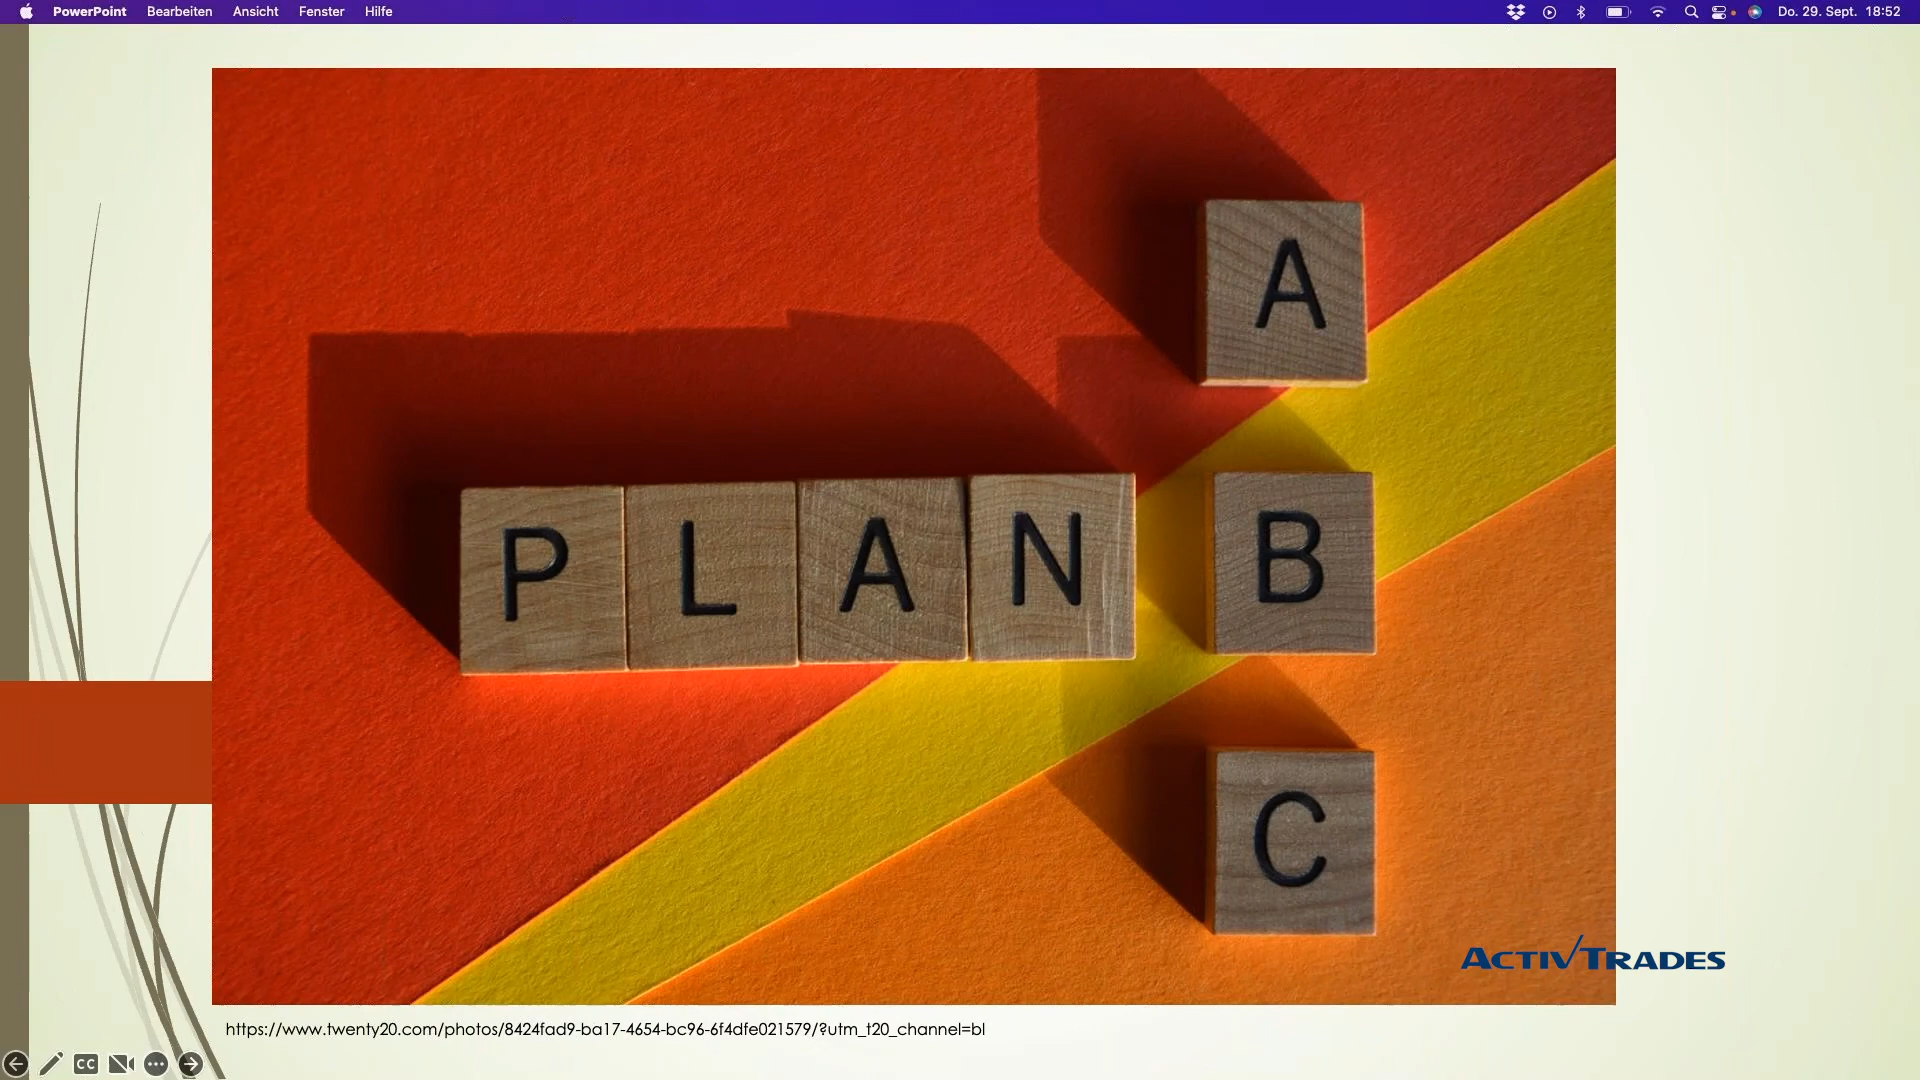 PowerPoint Bearbeiten Ansicht Fenster Hilfe Do. 29. Sept. 18:52
A
PLAN B
C
ACTIVTRADES
https://www.twenty20.com/photos/8424fad9-ba17-4654-bc96-6f4dfe021579/?utm_t20_channel=bl
CC